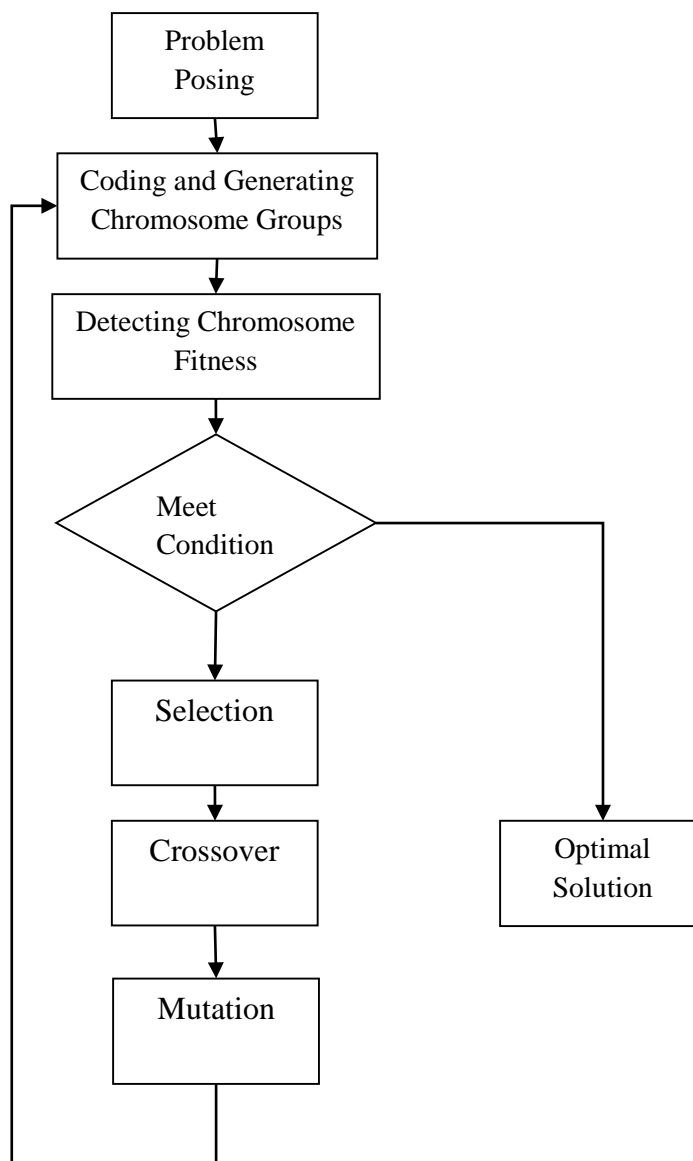 Problem
Posing
Coding and Generating
Chromosome Groups
Detecting Chromosome
Fitness
Meet
Condition
Selection
Crossover
Optimal
Solution
Mutation